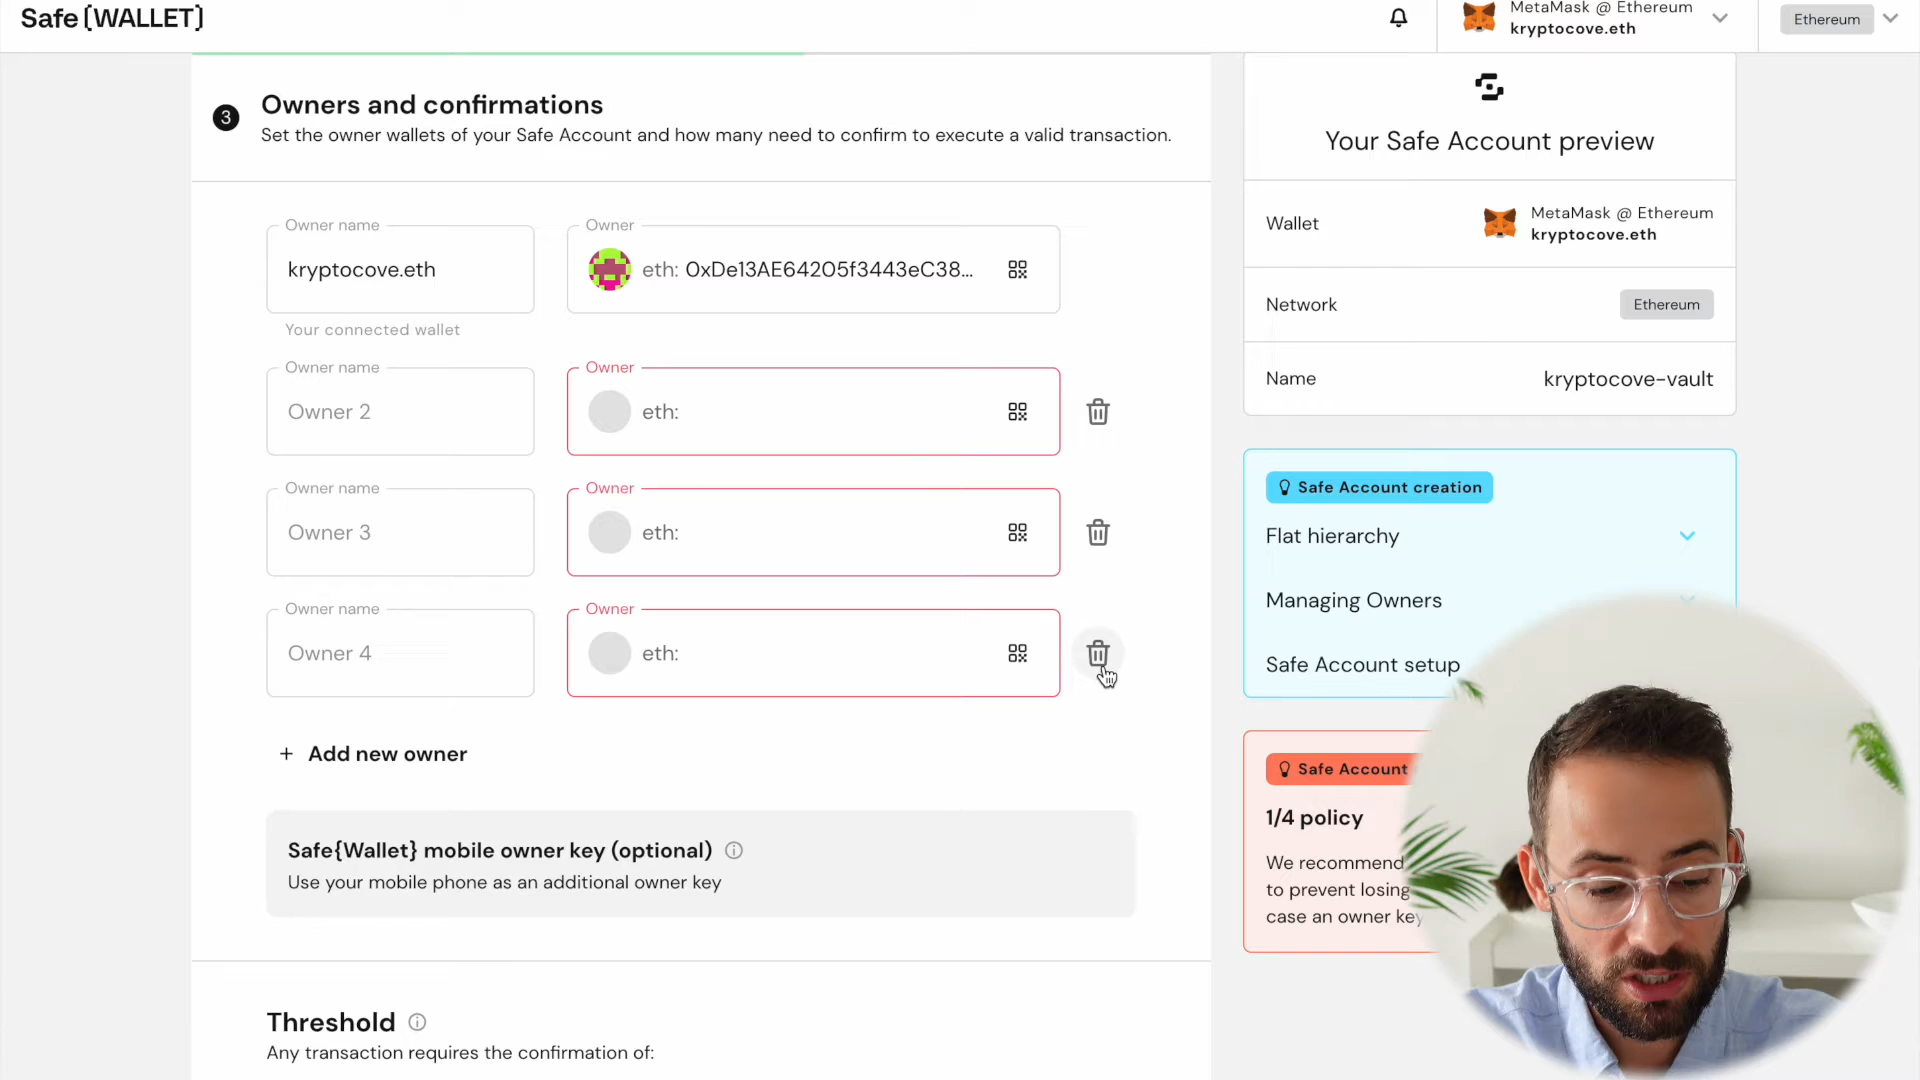 Safe{WALLET}
MetaMask @ Ethereum
kryptocove.eth
Ethereum
3
Owners and confirmations
Set the owner wallets of your Safe Account and how many need to confirm to execute a valid transaction.
Owner name
kryptocove.eth
Your connected wallet
Owner
eth: 0xDe13AE64205f3443eC38...
Owner name
Owner 2
Owner
eth:
Owner name
Owner 3
Owner
eth:
Owner name
Owner 4
Owner
eth:
+ Add new owner
Safe{Wallet} mobile owner key (optional)
Use your mobile phone as an additional owner key
Threshold
Any transaction requires the confirmation of:
Your Safe Account preview
Wallet
MetaMask @ Ethereum
kryptocove.eth
Network
Ethereum
Name
kryptocove-vault
Safe Account creation
Flat hierarchy
Managing Owners
Safe Account setup
Safe Account
1/4 policy
We recommend
to prevent losing
case an owner key